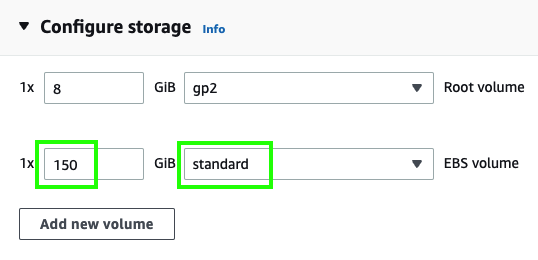 Configure storage Info
1x 8 GiB gp2 Root volume
1x 150 GiB standard EBS volume
Add new volume